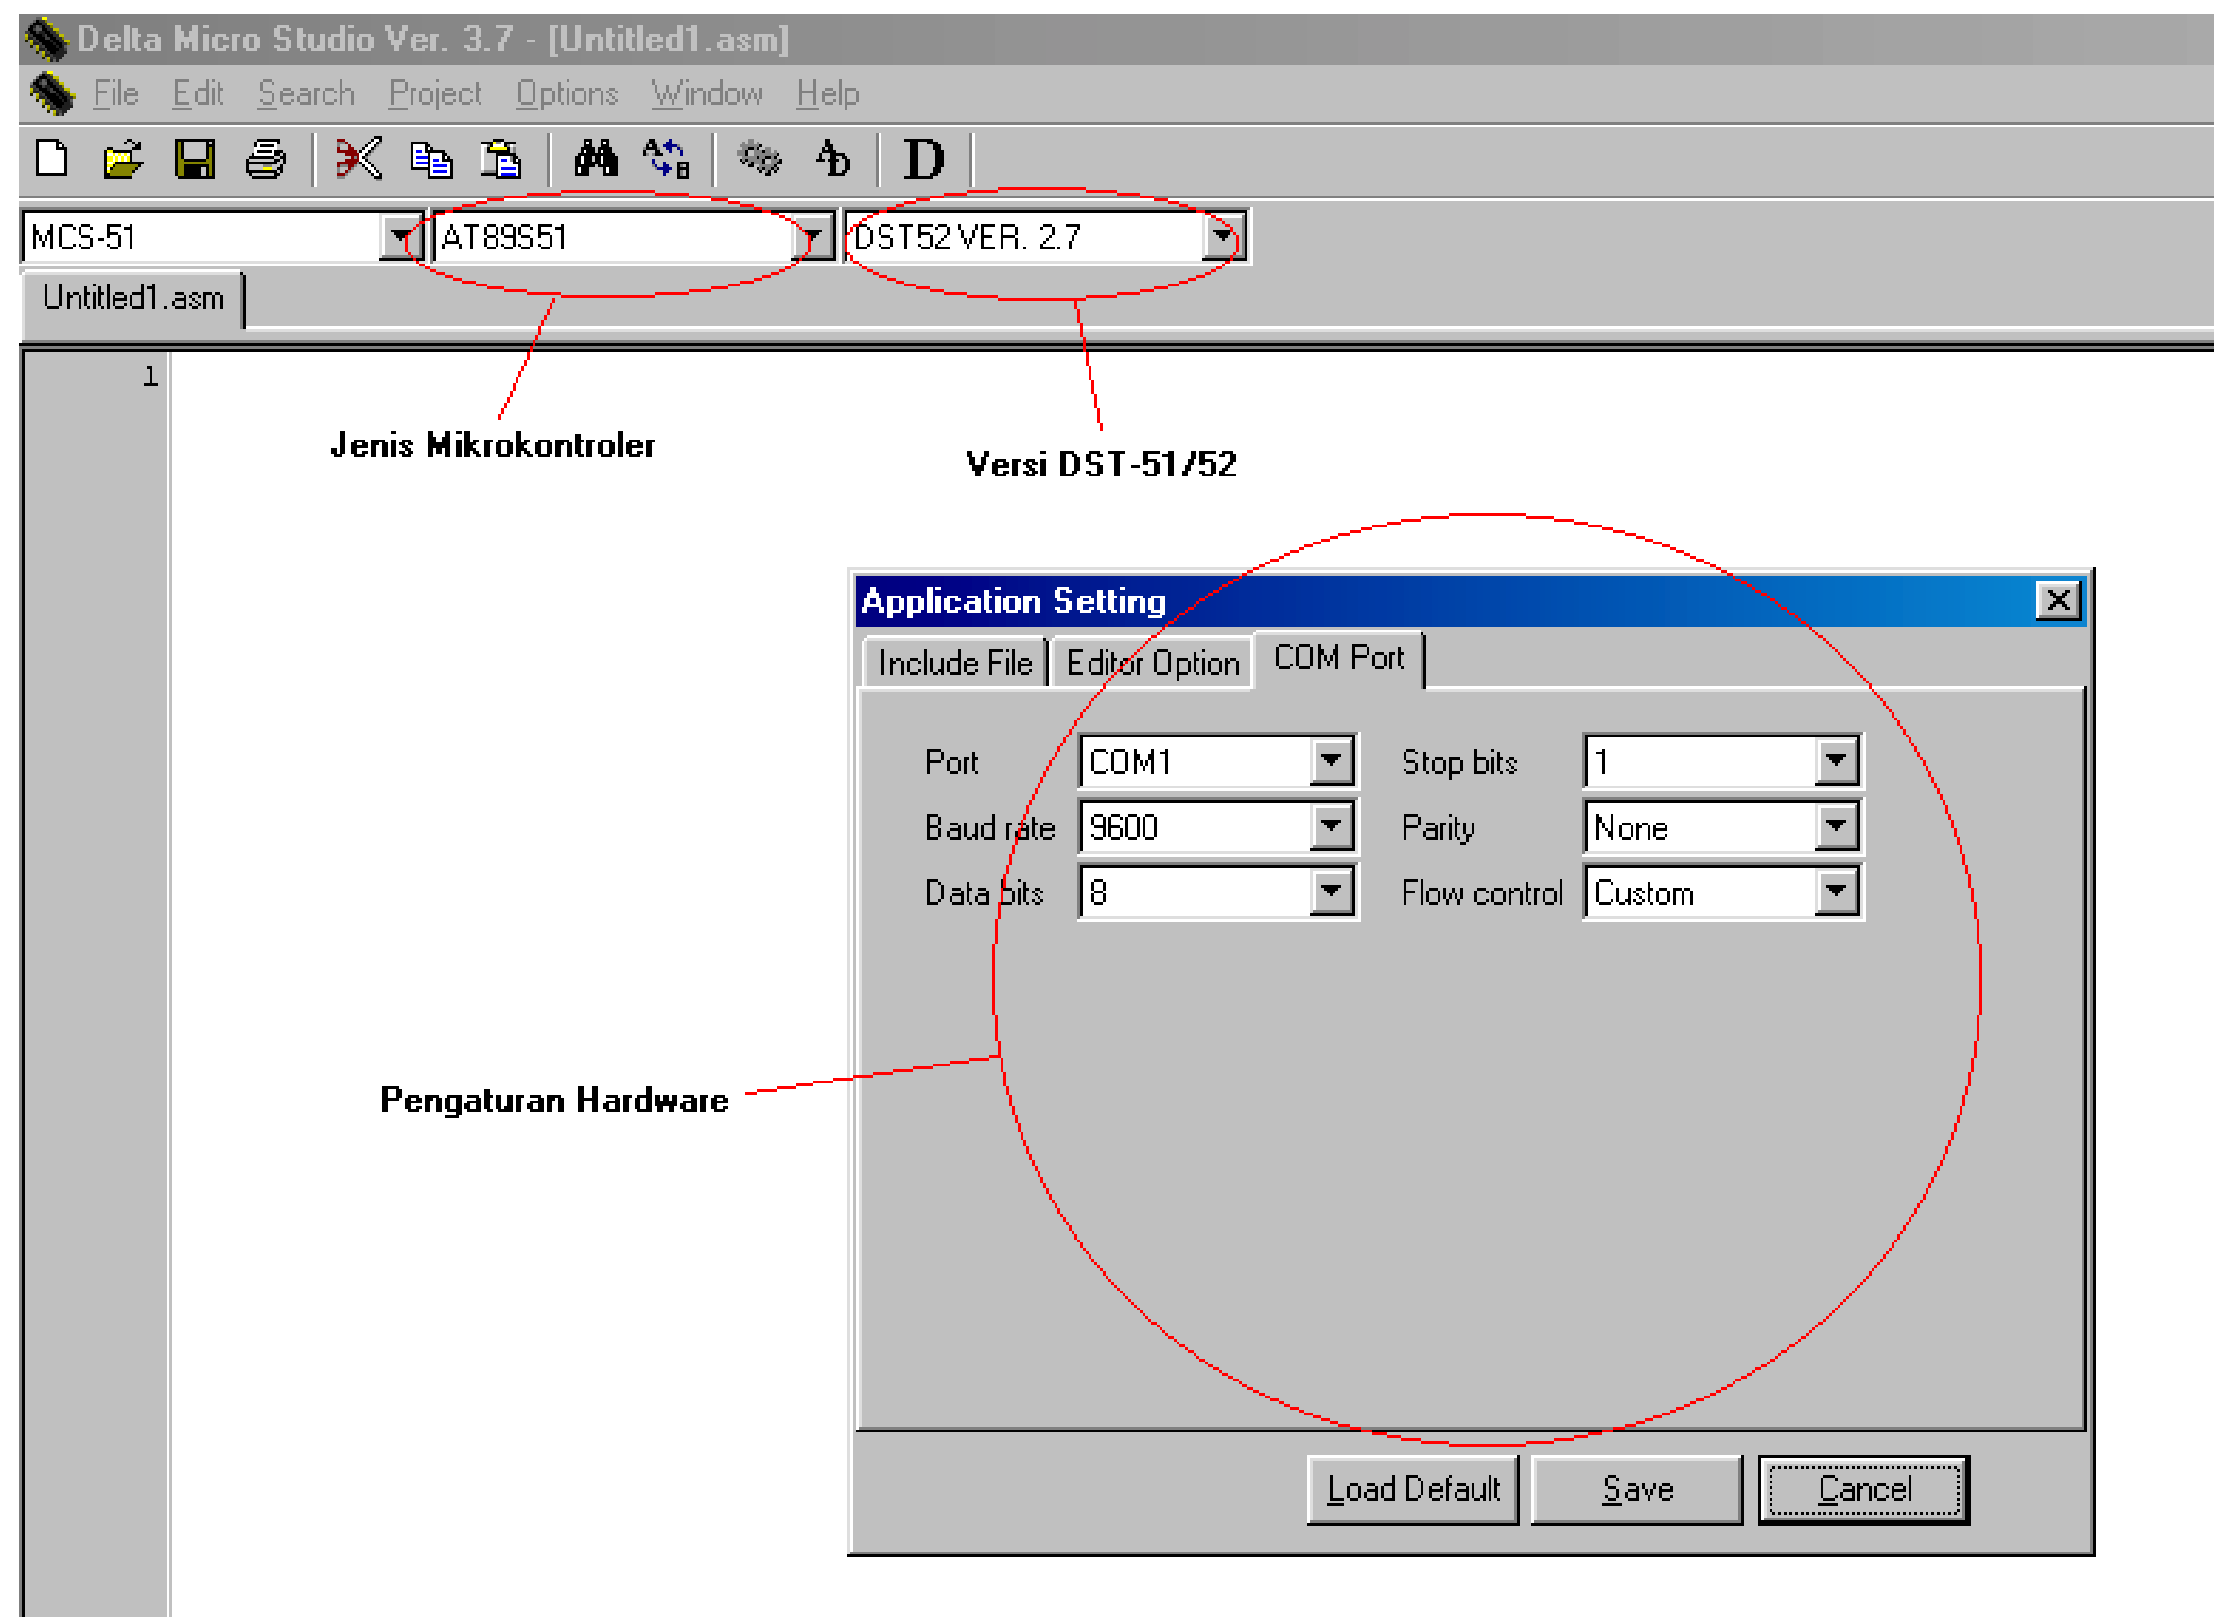 Delta Micro Studio Ver. 3.7 - [Untitled1.asm]
File Edit Search Project Options Window Help
D
MCS-51 AT89S51 DST52 VER. 2.7
Untitled1.asm
1
Jenis Mikrokontroler
Versi DST-51/52
Application Setting
Include File Editor Option COM Port
Port COM1 Stop bits 1
Baud rate 9600 Parity None
Data bits 8 Flow control Custom
Pengaturan Hardware
Load Default Save Cancel